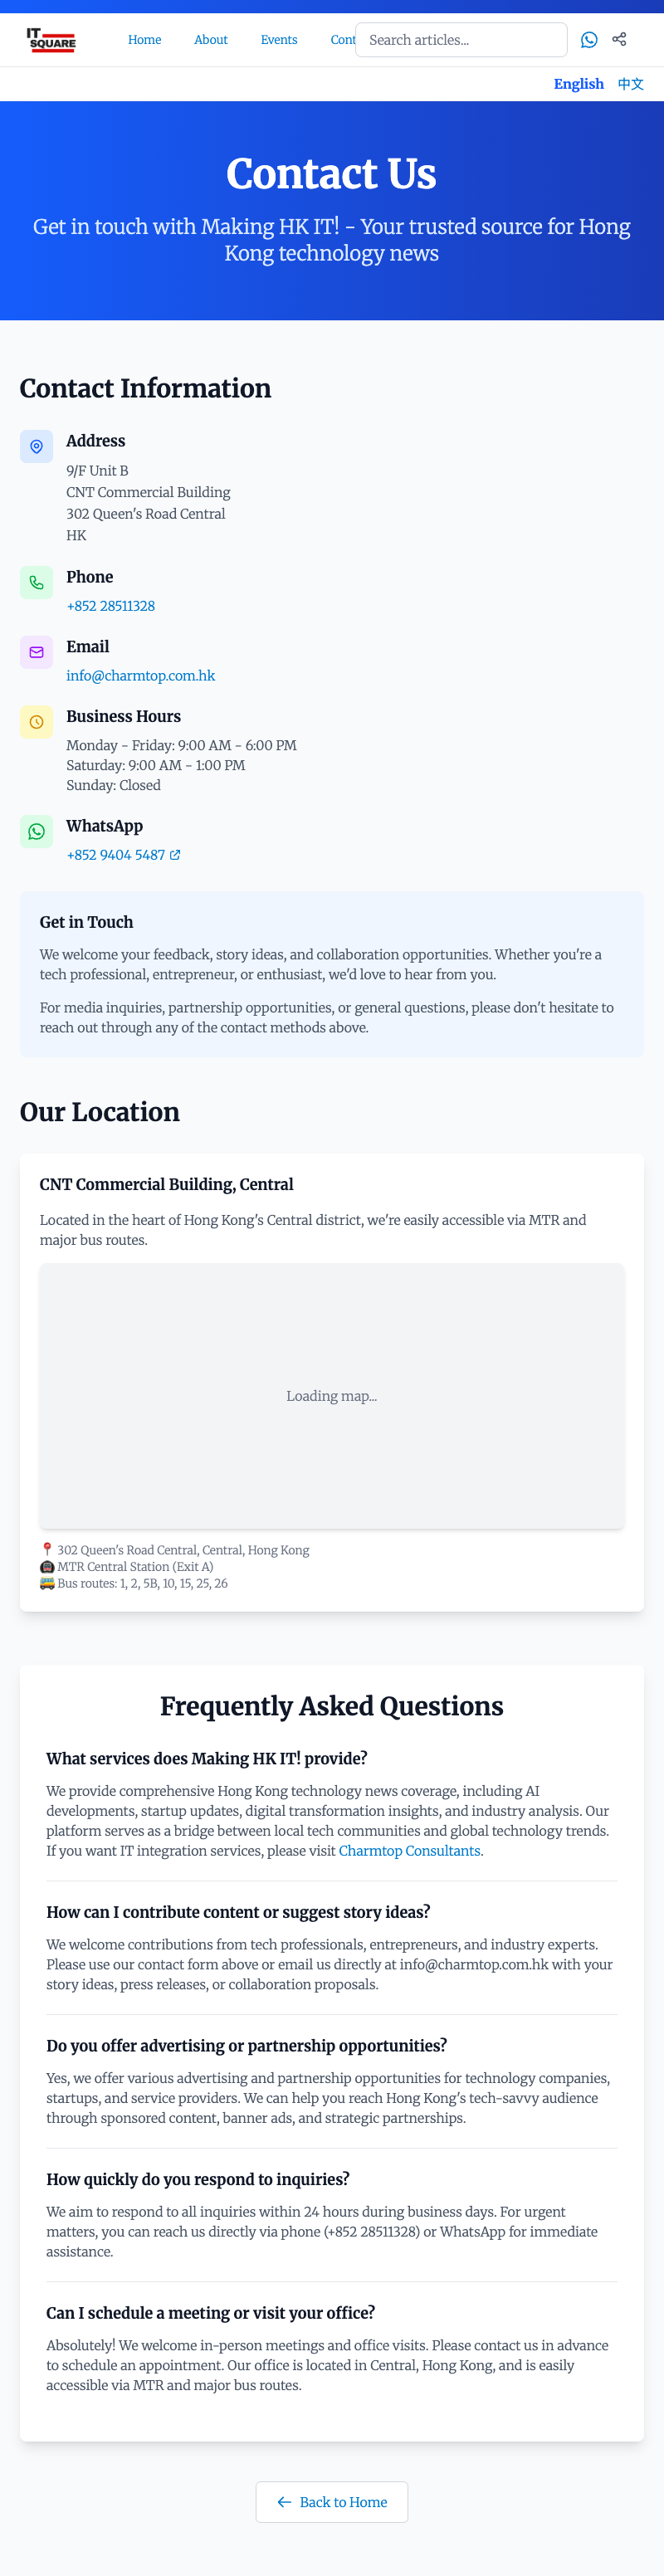 IT
SQUARE
Home
About
Events
Cont
Search articles...
English
中文
Contact Us
Get in touch with Making HK IT! - Your trusted source for Hong
Kong technology news
Contact Information
Address
9/F Unit B
CNT Commercial Building
302 Queen's Road Central
HK
Phone
+852 28511328
Email
info@charmtop.com.hk
Business Hours
Monday - Friday: 9:00 AM - 6:00 PM
Saturday: 9:00 AM - 1:00 PM
Sunday: Closed
WhatsApp
+852 9404 5487
Get in Touch
We welcome your feedback, story ideas, and collaboration opportunities. Whether you're a
tech professional, entrepreneur, or enthusiast, we'd love to hear from you.
For media inquiries, partnership opportunities, or general questions, please don't hesitate to
reach out through any of the contact methods above.
Our Location
CNT Commercial Building, Central
Located in the heart of Hong Kong's Central district, we're easily accessible via MTR and
major bus routes.
Loading map...
📍 302 Queen's Road Central, Central, Hong Kong
🚇 MTR Central Station (Exit A)
🚌 Bus routes: 1, 2, 5B, 10, 15, 25, 26
Frequently Asked Questions
What services does Making HK IT! provide?
We provide comprehensive Hong Kong technology news coverage, including AI
developments, startup updates, digital transformation insights, and industry analysis. Our
platform serves as a bridge between local tech communities and global technology trends.
If you want IT integration services, please visit Charmtop Consultants.
How can I contribute content or suggest story ideas?
We welcome contributions from tech professionals, entrepreneurs, and industry experts.
Please use our contact form above or email us directly at info@charmtop.com.hk with your
story ideas, press releases, or collaboration proposals.
Do you offer advertising or partnership opportunities?
Yes, we offer various advertising and partnership opportunities for technology companies,
startups, and service providers. We can help you reach Hong Kong's tech-savvy audience
through sponsored content, banner ads, and strategic partnerships.
How quickly do you respond to inquiries?
We aim to respond to all inquiries within 24 hours during business days. For urgent
matters, you can reach us directly via phone (+852 28511328) or WhatsApp for immediate
assistance.
Can I schedule a meeting or visit your office?
Absolutely! We welcome in-person meetings and office visits. Please contact us in advance
to schedule an appointment. Our office is located in Central, Hong Kong, and is easily
accessible via MTR and major bus routes.
Back to Home